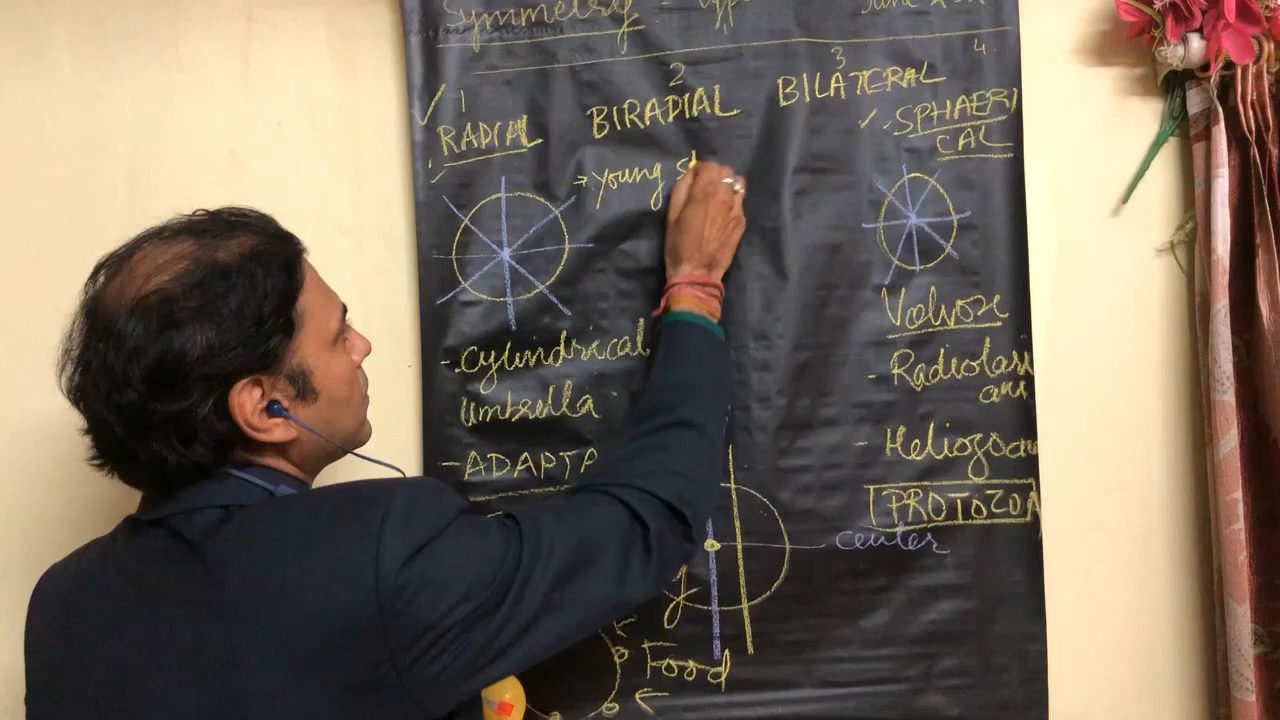 Symmetry
June
1
2
3
4.
RADIAL
BIRADIAL
BILATERAL
SPHAERI
CAL
→ young s
- cylindrical
umbrella
- ADAPTA
Volvox
- Radiolari
ans
- Heliozoa
PROTOZOA
center
Food